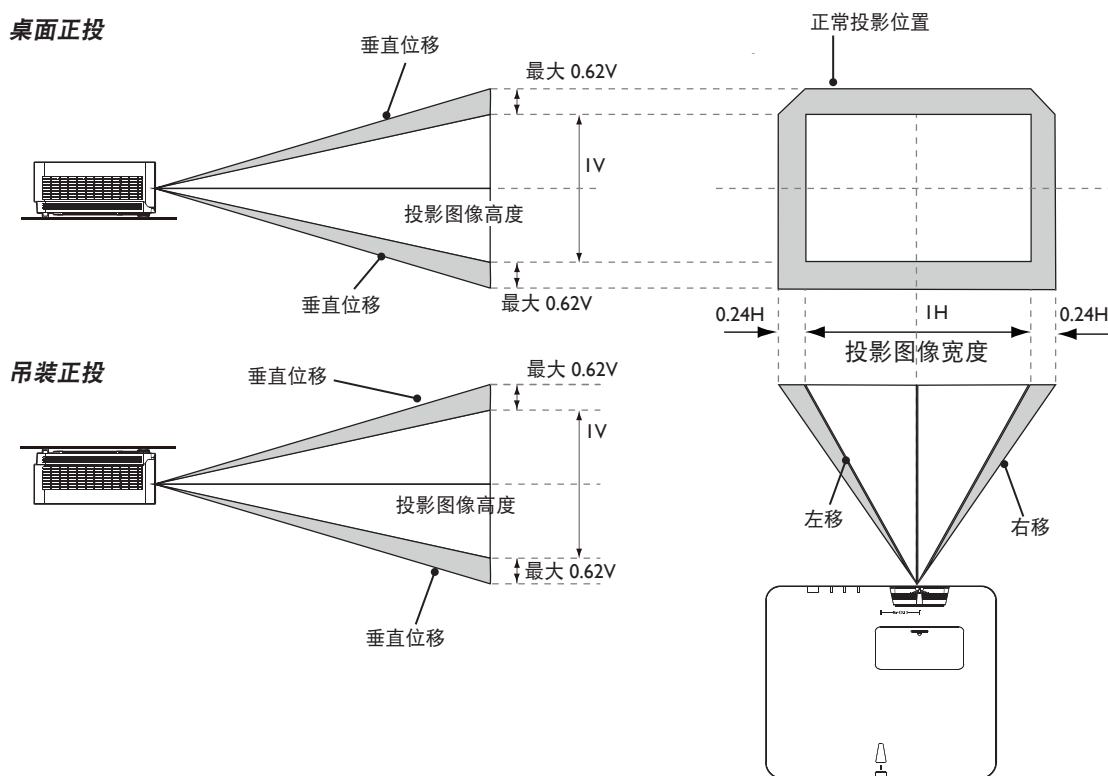 桌面正投
垂直位移
最大 0.62V
1V
投影图像高度
垂直位移
最大 0.62V
正常投影位置
0.24H
1H
0.24H
投影图像宽度
左移
右移
吊装正投
垂直位移
最大 0.62V
1V
投影图像高度
最大 0.62V
垂直位移